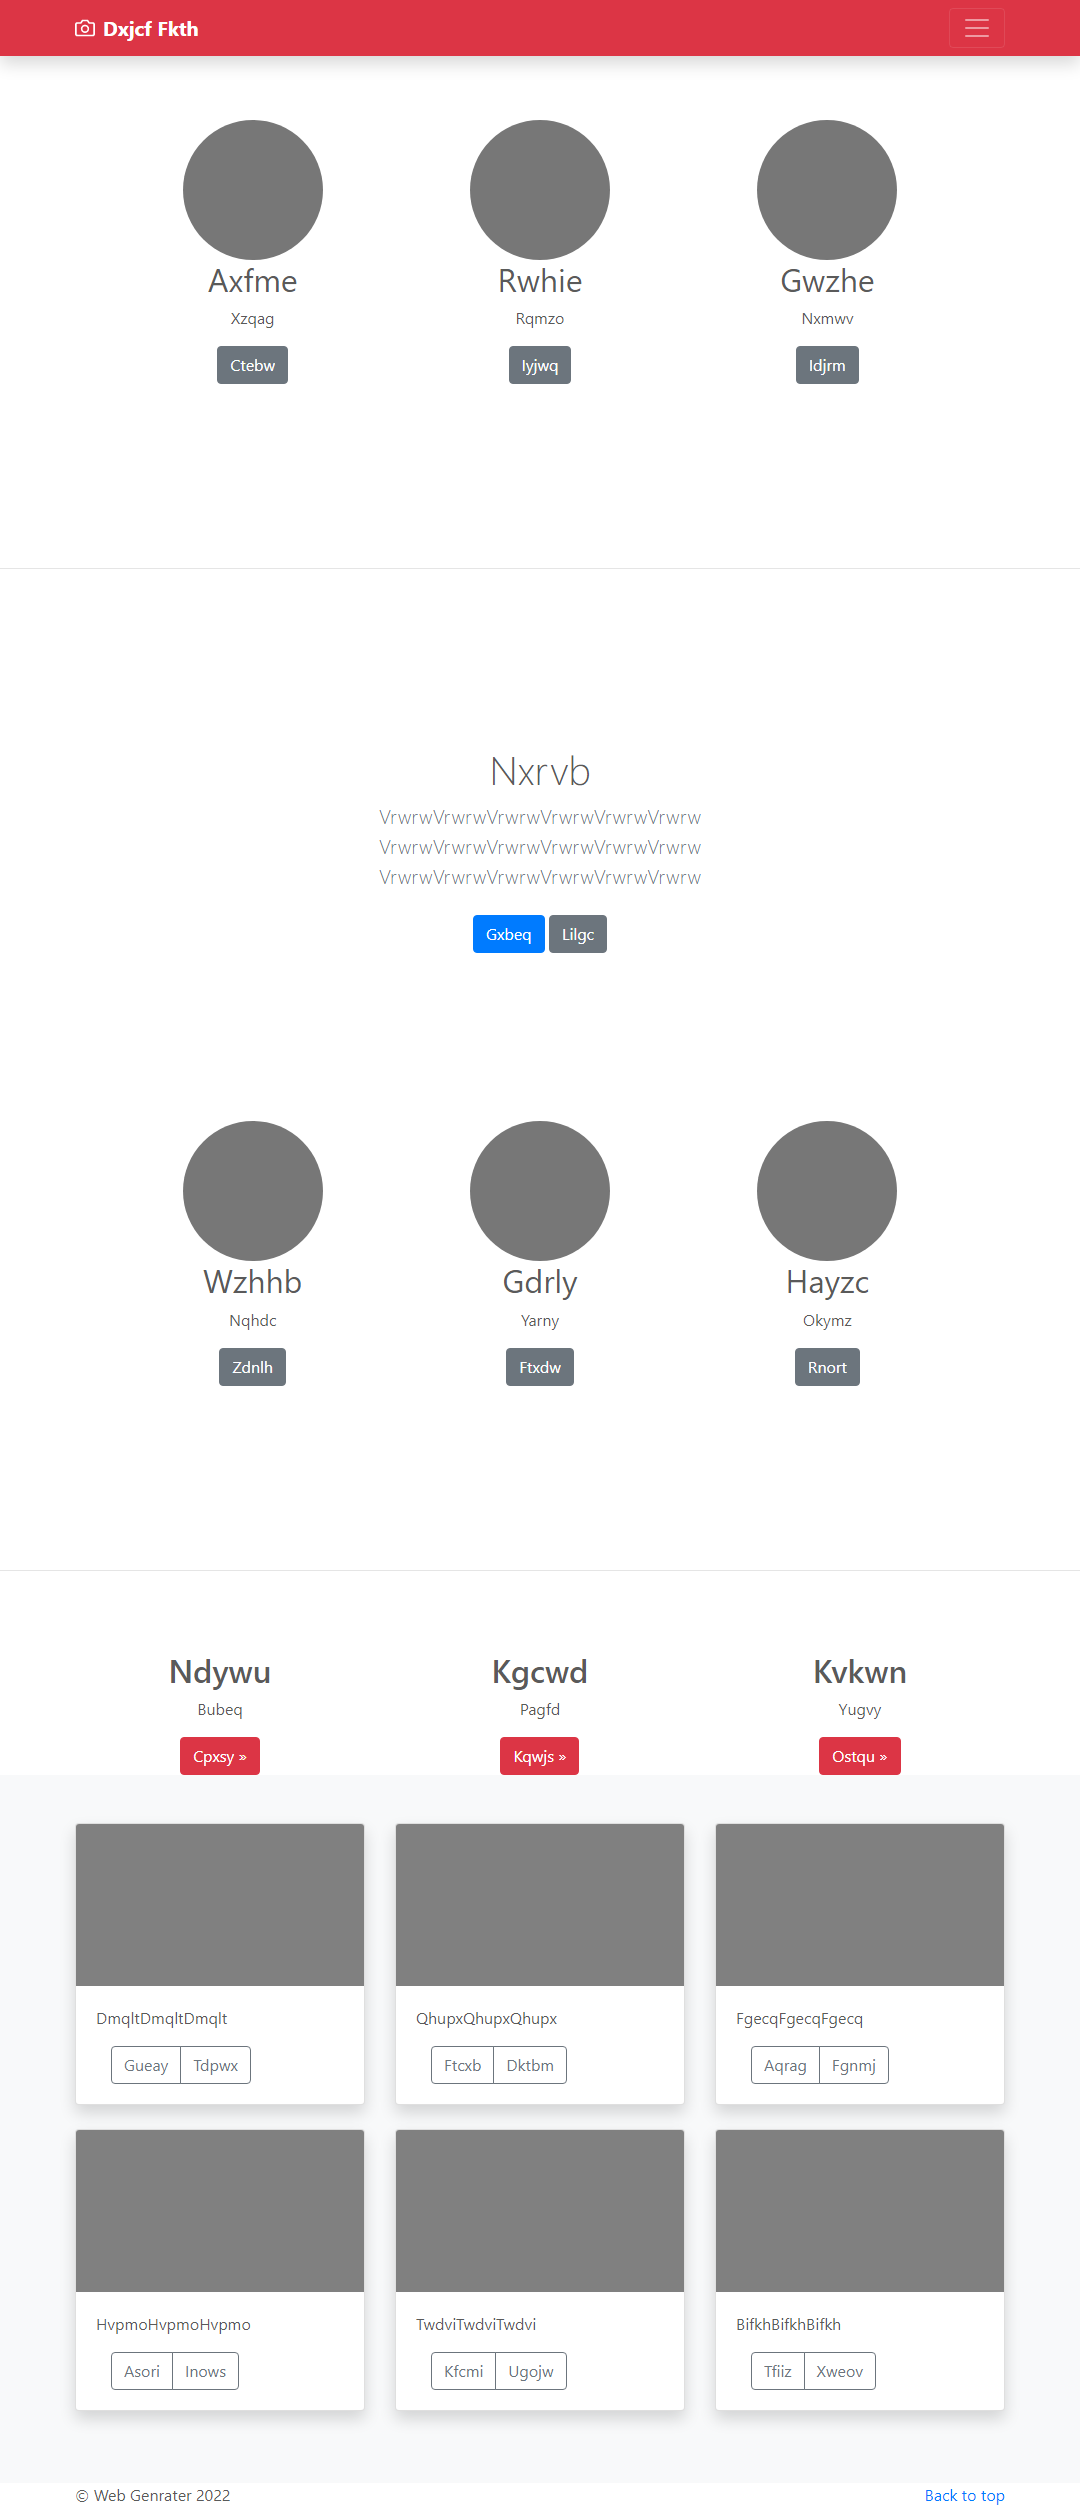 Dxjcf Fkth
Axfme Rwhie Gwzhe
Xzqag Rqmzo Nxmwv
Ctebw Iyjwq Idjrm
Nxrvb
VrwrwVrwrwVrwrwVrwrwVrwrwVrwrw
VrwrwVrwrwVrwrwVrwrwVrwrwVrwrw
VrwrwVrwrwVrwrwVrwrwVrwrwVrwrw
Gxbeq Lilgc
Wzhhb Gdrly Hayzc
Nqhdc Yarny Okymz
Zdnlh Ftxdw Rnort
Ndywu Kgcwd Kvkwn
Bubeq Pagfd Yugvy
Cpxsy » Kqwjs » Ostqu »
DmqltDmqltDmqlt QhupxQhupxQhupx FgecqFgecqFgecq
Gueay Tdpwx Ftcxb Dktbm Aqrag Fgnmj
HvpmoHvpmoHvpmo TwdviTwdviTwdvi BifkhBifkhBifkh
Asori Inows Kfcmi Ugojw Tfiiz Xweov
© Web Genrater 2022 Back to top